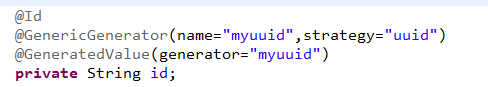 @Id
@GenericGenerator(name="myuuid",strategy="uuid")
@GeneratedValue(generator="myuuid")
private String id;